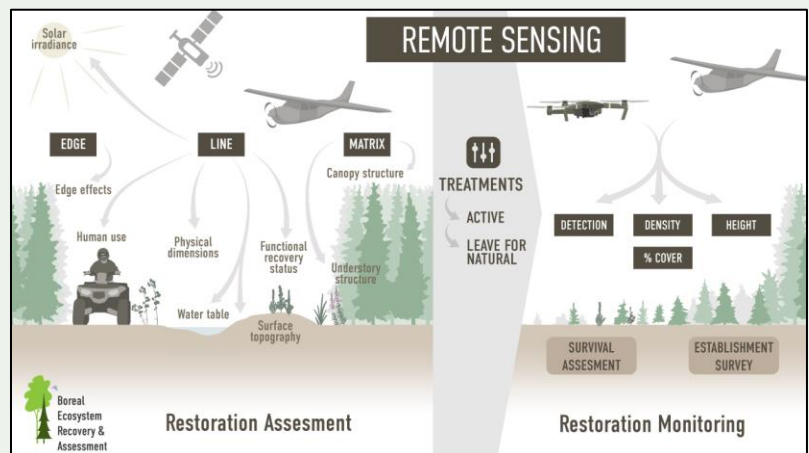 Solar
irradiance
REMOTE SENSING
EDGE
LINE
MATRIX
Canopy structure
Edge effects
Human use
Physical
dimensions
Functional
recovery
status
Understory
structure
Water table
Surface
topography
TREATMENTS
ACTIVE
LEAVE FOR
NATURAL
DETECTION
DENSITY
HEIGHT
% COVER
SURVIVAL
ASSESMENT
ESTABLISHMENT
SURVEY
Boreal
Ecosystem
Recovery &
Assessment
Restoration Assesment
Restoration Monitoring